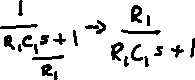 1/((R₁C₁s+1)/R₁) → R₁/(R₁C₁s+1)